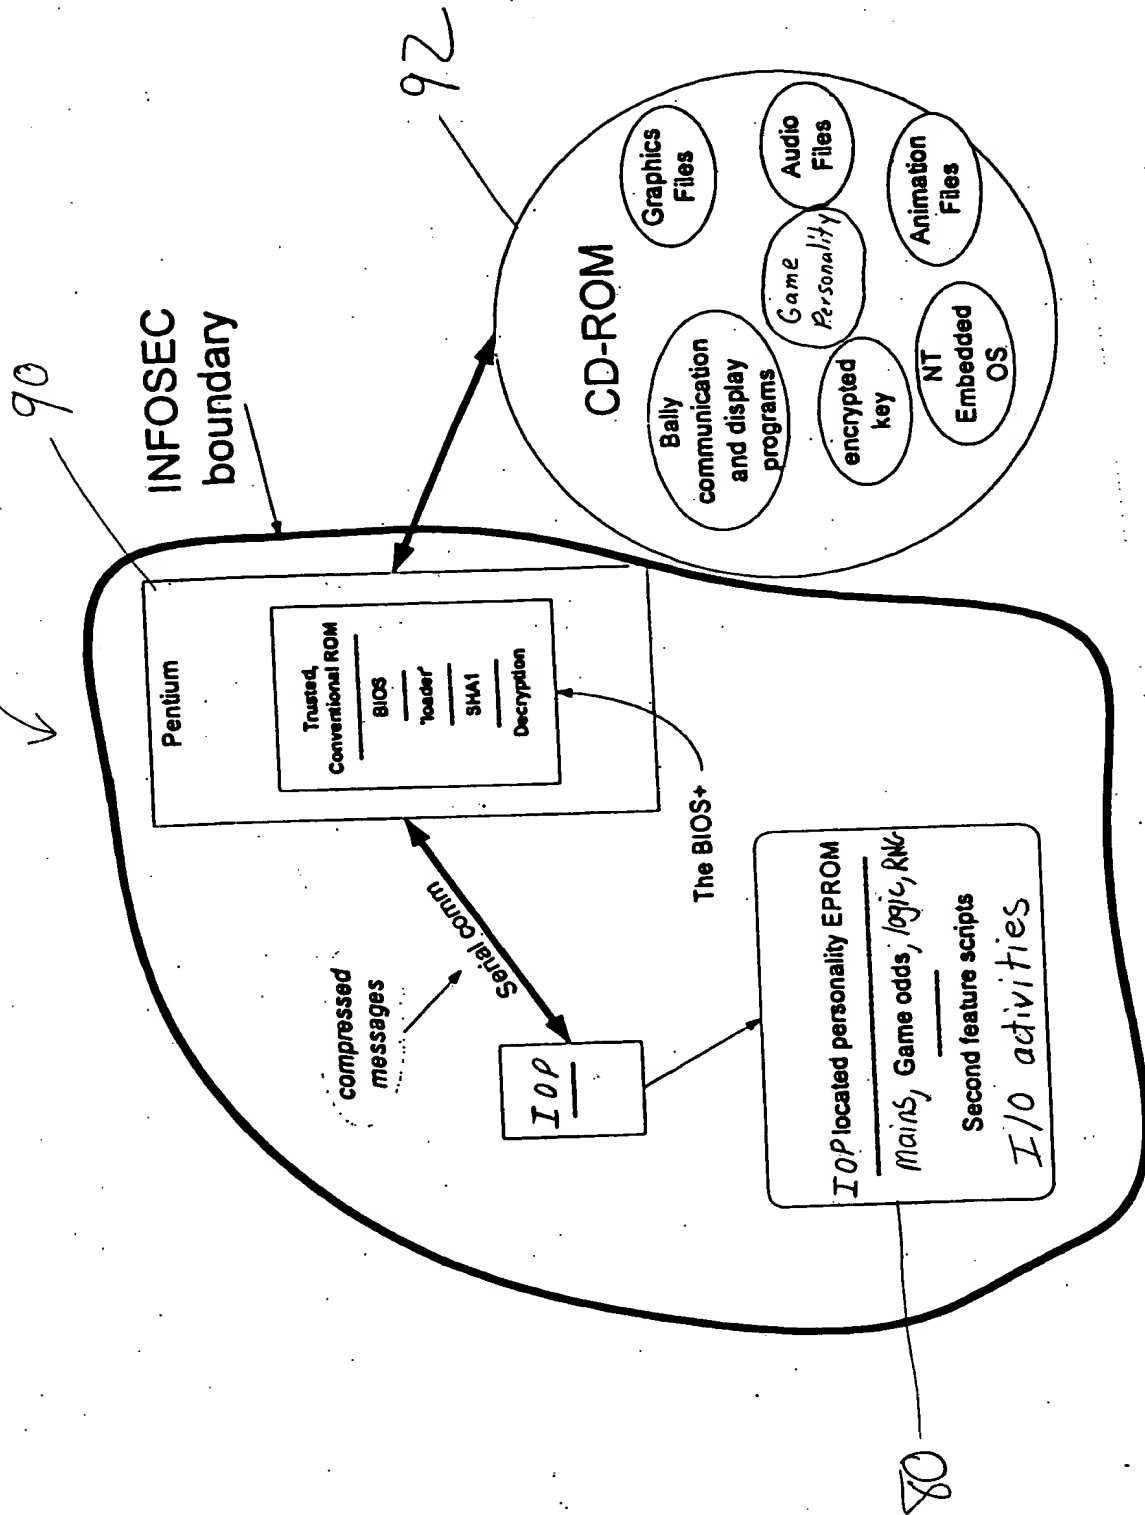 90
INFOSEC
boundary
92
Pentium
Trusted,
Conventional ROM
BIOS
loader
SHA1
Decryption
The BIOS+
CD-ROM
Graphics
Files
Bally
communication
and display
programs
Game
Personality
Audio
Files
encrypted
key
NT
Embedded
OS
Animation
Files
compressed
messages
Serial comm
IOP
IOP located personality EPROM
mains, Game odds, logic, RNG
Second feature scripts
I/O activities
80